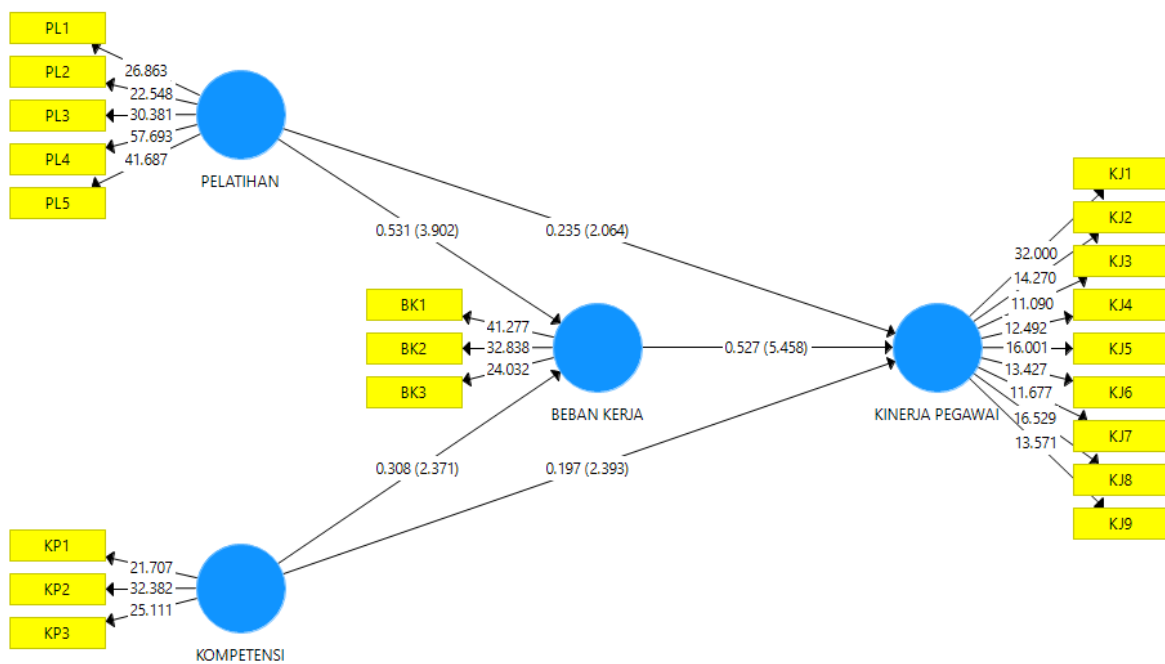 PL1
PL2
PL3
PL4
PL5
26.863
22.548
30.381
57.693
41.687
PELATIHAN
0.531 (3.902)
0.235 (2.064)
BK1
BK2
BK3
41.277
32.838
24.032
BEBAN KERJA
0.527 (5.458)
KINERJA PEGAWAI
32.000
14.270
11.090
12.492
16.001
13.427
11.677
16.529
13.571
KJ1
KJ2
KJ3
KJ4
KJ5
KJ6
KJ7
KJ8
KJ9
0.308 (2.371)
0.197 (2.393)
KP1
KP2
KP3
21.707
32.382
25.111
KOMPETENSI